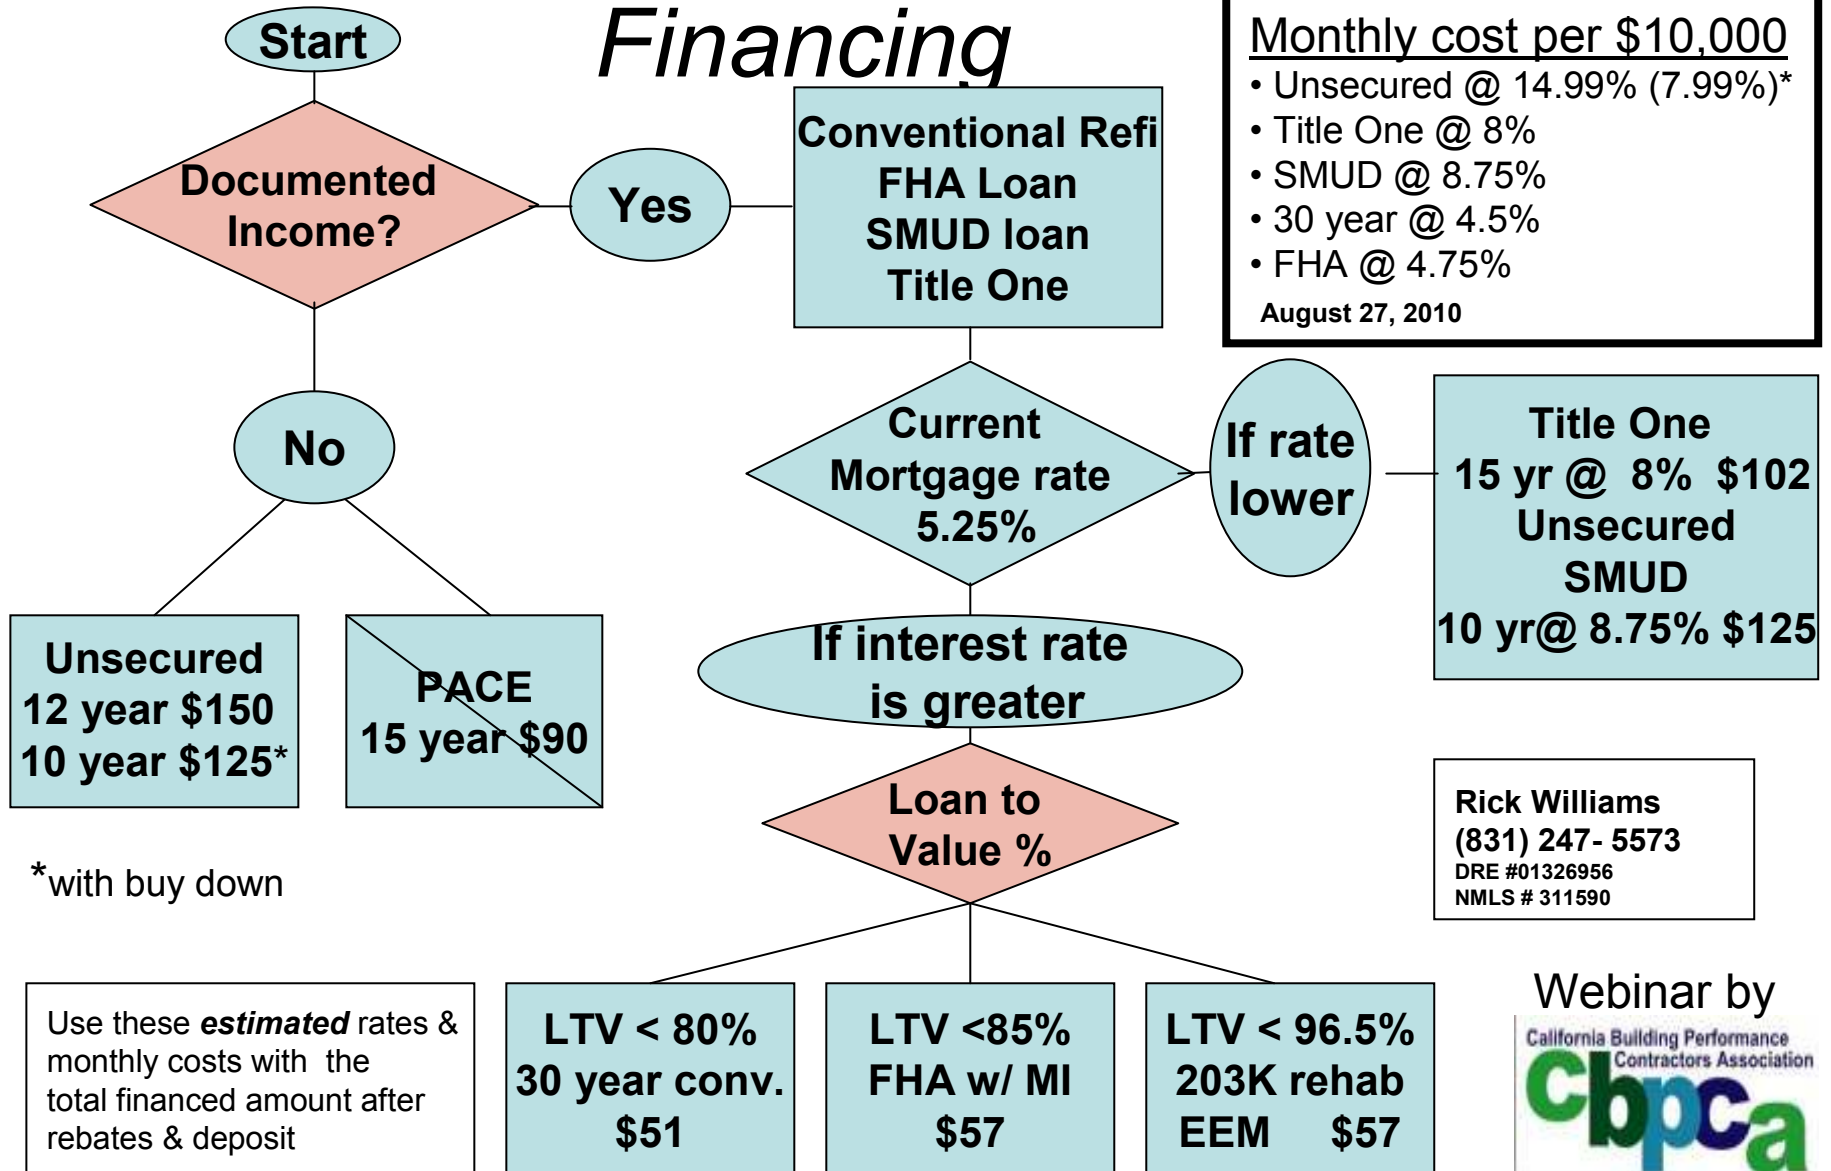 Financing
Start
Documented
Income?
Yes
Conventional Refi
FHA Loan
SMUD loan
Title One
Monthly cost per $10,000
• Unsecured @ 14.99% (7.99%)*
• Title One @ 8%
• SMUD @ 8.75%
• 30 year @ 4.5%
• FHA @ 4.75%
August 27, 2010
No
Current
Mortgage rate
5.25%
If rate
lower
Title One
15 yr @ 8% $102
Unsecured
SMUD
10 yr@ 8.75% $125
Unsecured
12 year $150
10 year $125*
PACE
15 year $90
If interest rate
is greater
Loan to
Value %
Rick Williams
(831) 247- 5573
DRE #01326956
NMLS # 311590
*with buy down
Use these estimated rates &
monthly costs with the
total financed amount after
rebates & deposit
LTV < 80%
30 year conv.
$51
LTV <85%
FHA w/ MI
$57
LTV < 96.5%
203K rehab
EEM $57
Webinar by
California Building Performance
Contractors Association
cbpca